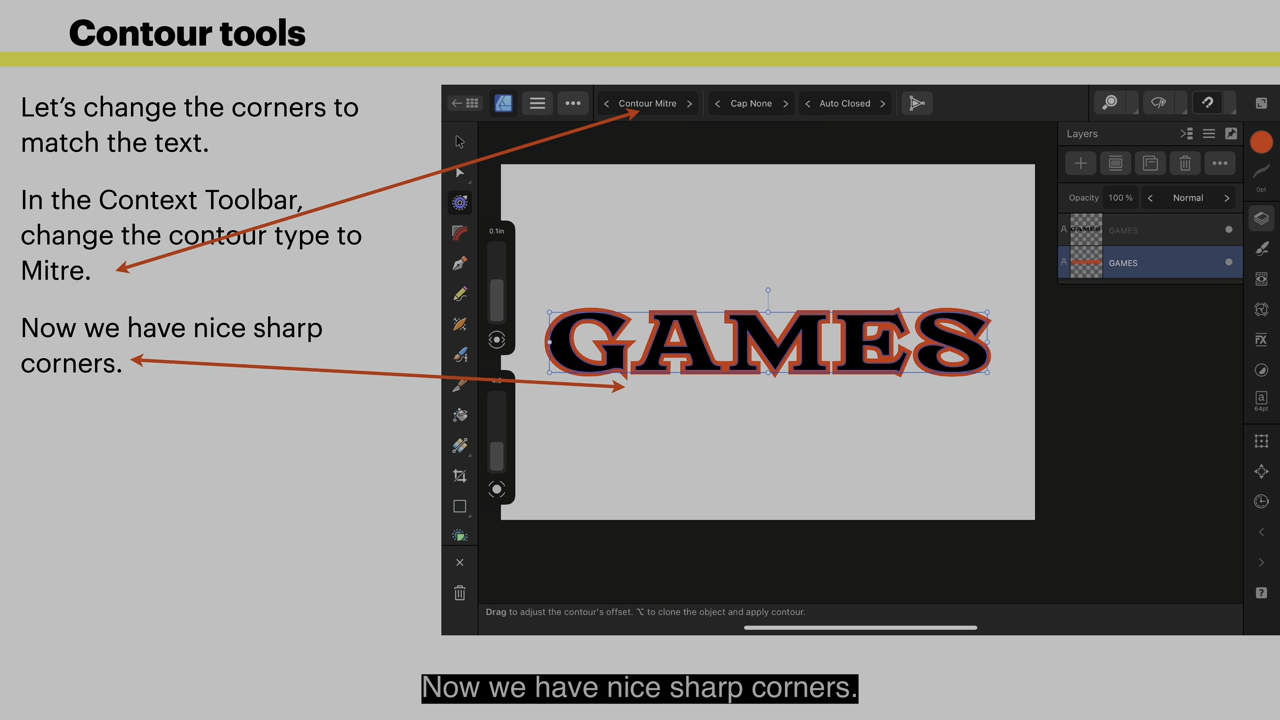 Contour tools
Let's change the corners to
match the text.
In the Context Toolbar,
change the contour type to
Mitre.
Now we have nice sharp
corners.
Contour Mitre
Cap None
Auto Closed
Layers
Opacity 100 % Normal
A GAMES
A GAMES
0pt
FX
a
64pt
0.1in
GAMES
Drag to adjust the contour's offset. ⌥ to clone the object and apply contour.
Now we have nice sharp corners.